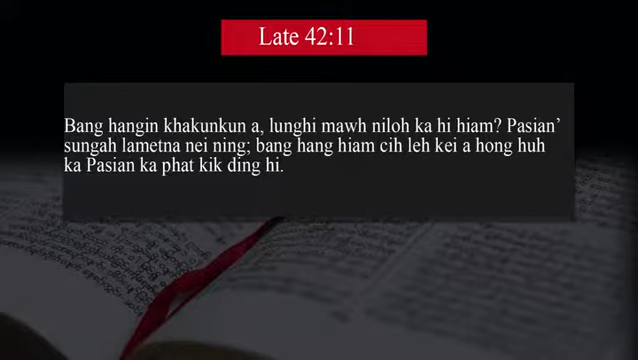 Late 42:11
Bang hangin khakunkun a, lunghi mawh niloh ka hi hiam? Pasian’
sungah lametna nei ning; bang hang hiam cih leh kei a hong huh
ka Pasian ka phat kik ding hi.